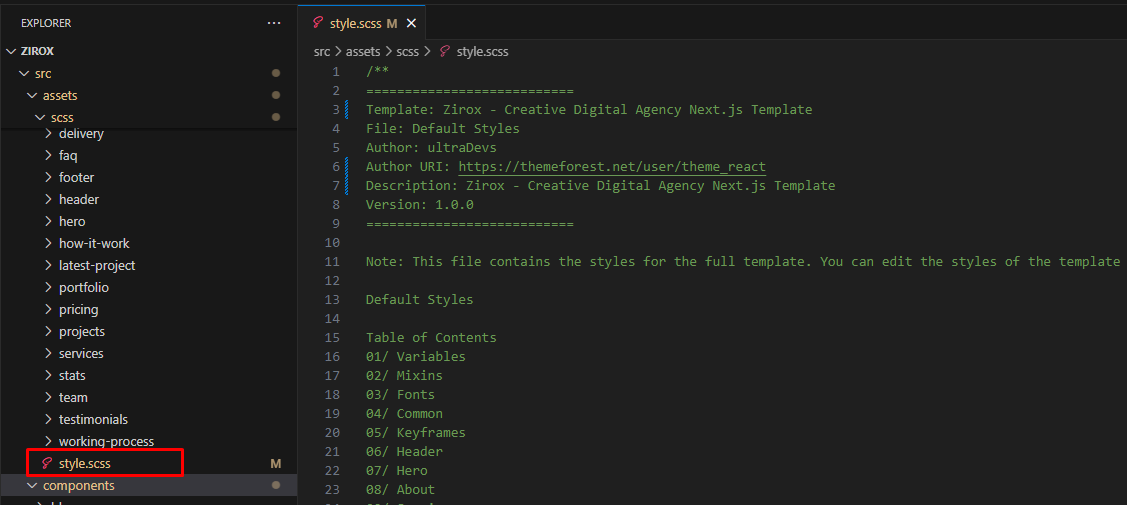 EXPLORER
...
ZIROX
src
assets
scss
delivery
faq
footer
header
hero
how-it-work
latest-project
portfolio
pricing
projects
services
stats
team
testimonials
working-process
style.scss M
components
style.scss M
src > assets > scss > style.scss
1 /**
2 ===========================
3 Template: Zirox - Creative Digital Agency Next.js Template
4 File: Default Styles
5 Author: ultraDevs
6 Author URI: https://themeforest.net/user/theme_react
7 Description: Zirox - Creative Digital Agency Next.js Template
8 Version: 1.0.0
9 ===========================
10
11 Note: This file contains the styles for the full template. You can edit the styles of the template
12
13 Default Styles
14
15 Table of Contents
16 01/ Variables
17 02/ Mixins
18 03/ Fonts
19 04/ Common
20 05/ Keyframes
21 06/ Header
22 07/ Hero
23 08/ About